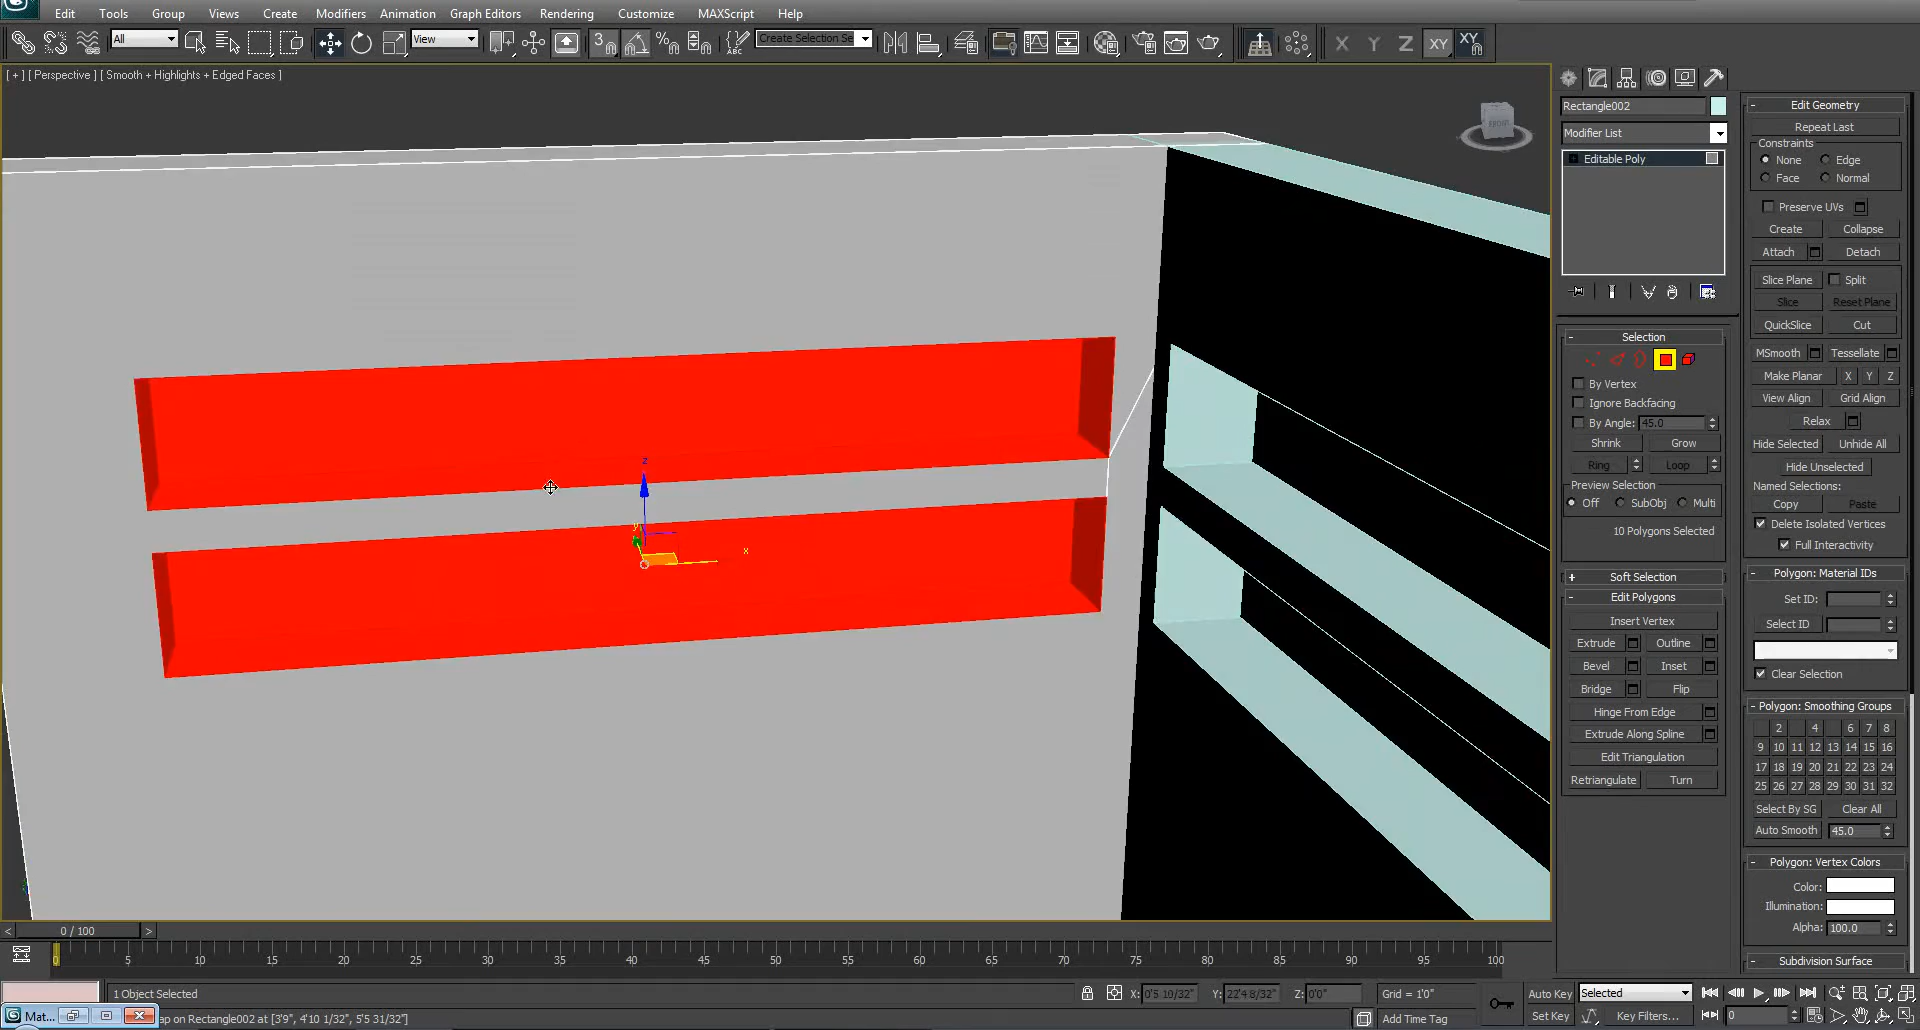 Edit Tools Group Views Create Modifiers Animation Graph Editors Rendering Customize MAXScript Help
All View 3 ABC Create Selection Se X Y Z XY XY
[ + ] [ Perspective ] [ Smooth + Highlights + Edged Faces ]
FRONT
z
y
x
Rectangle002
Modifier List
Editable Poly
- Selection
By Vertex
Ignore Backfacing
By Angle: 45.0
Shrink Grow
Ring Loop
Preview Selection
Off SubObj Multi
10 Polygons Selected
+ Soft Selection
- Edit Polygons
Insert Vertex
Extrude Outline
Bevel Inset
Bridge Flip
Hinge From Edge
Extrude Along Spline
Edit Triangulation
Retriangulate Turn
- Edit Geometry
Repeat Last
Constraints
None Edge
Face Normal
Preserve UVs
Create Collapse
Attach Detach
Slice Plane Split
Slice Reset Plane
QuickSlice Cut
MSmooth Tessellate
Make Planar X Y Z
View Align Grid Align
Relax
Hide Selected Unhide All
Hide Unselected
Named Selections:
Copy Paste
Delete Isolated Vertices
Full Interactivity
- Polygon: Material IDs
Set ID:
Select ID
Clear Selection
- Polygon: Smoothing Groups
2 4 6 7 8
9 10 11 12 13 14 15 16
17 18 19 20 21 22 23 24
25 26 27 28 29 30 31 32
Select By SG Clear All
Auto Smooth 45.0
- Polygon: Vertex Colors
Color:
Illumination:
Alpha: 100.0
- Subdivision Surface
< 0 / 100 >
0 5 10 15 20 25 30 35 40 45 50 55 60 65 70 75 80 85 90 95 100
1 Object Selected X: 0'5 10/32" Y: 22'4 8/32" Z: 0'0" Grid = 1'0" Auto Key Selected
Mat... ap on Rectangle002 at [3'9", 4'10 1/32", 5'5 31/32"] Add Time Tag Set Key Key Filters... 0